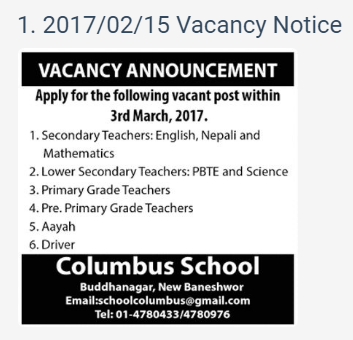 1. 2017/02/15 Vacancy Notice
VACANCY ANNOUNCEMENT
Apply for the following vacant post within
3rd March, 2017.
1. Secondary Teachers: English, Nepali and
Mathematics
2. Lower Secondary Teachers: PBTE and Science
3. Primary Grade Teachers
4. Pre. Primary Grade Teachers
5. Aayah
6. Driver
Columbus School
Buddhanagar, New Baneshwor
Email:schoolcolumbus@gmail.com
Tel: 01-4780433/4780976